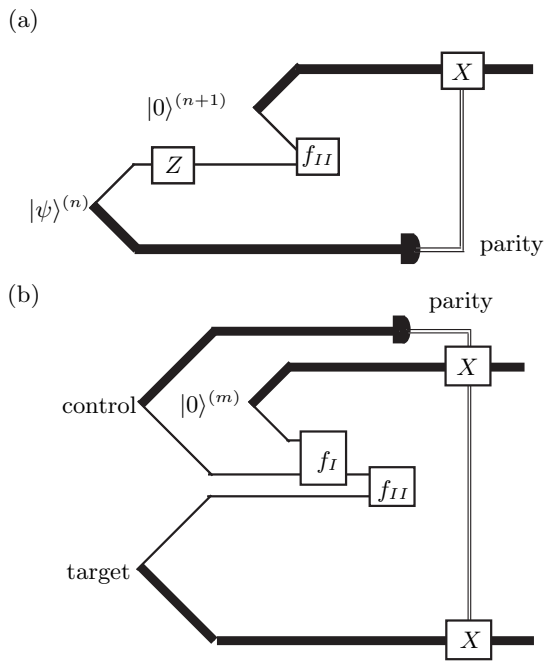 (a)
X
|0⟩^(n+1)
Z
f_II
|ψ⟩^(n)
parity
(b)
parity
X
control
|0⟩^(m)
f_I
f_II
target
X